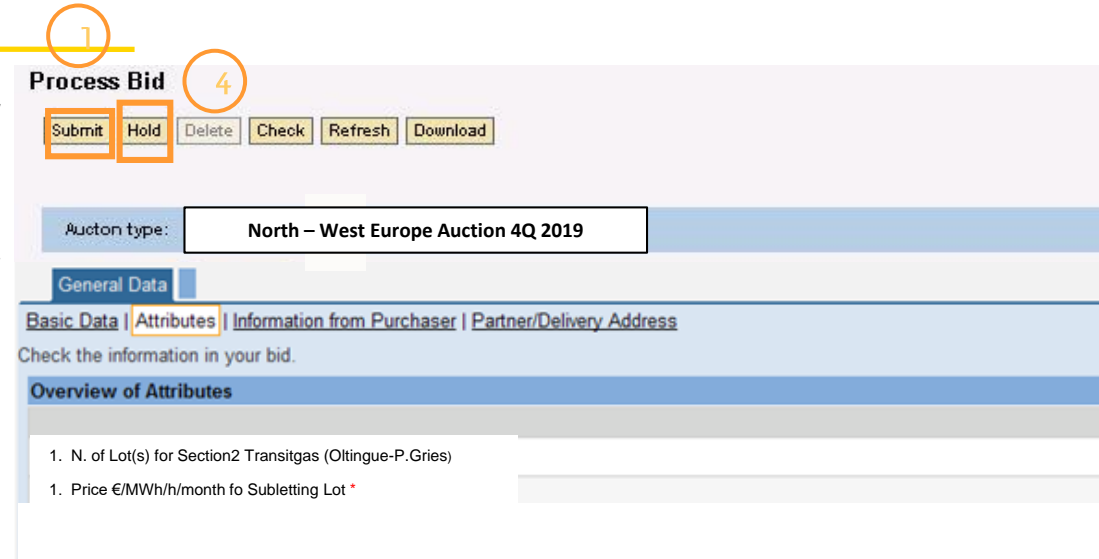 1
Process Bid 4
Submit Hold Delete Check Refresh Download
Aucton type: North – West Europe Auction 4Q 2019
General Data
Basic Data | Attributes | Information from Purchaser | Partner/Delivery Address
Check the information in your bid.
Overview of Attributes
1. N. of Lot(s) for Section2 Transitgas (Oltingue-P.Gries)
1. Price €/MWh/h/month fo Subletting Lot *